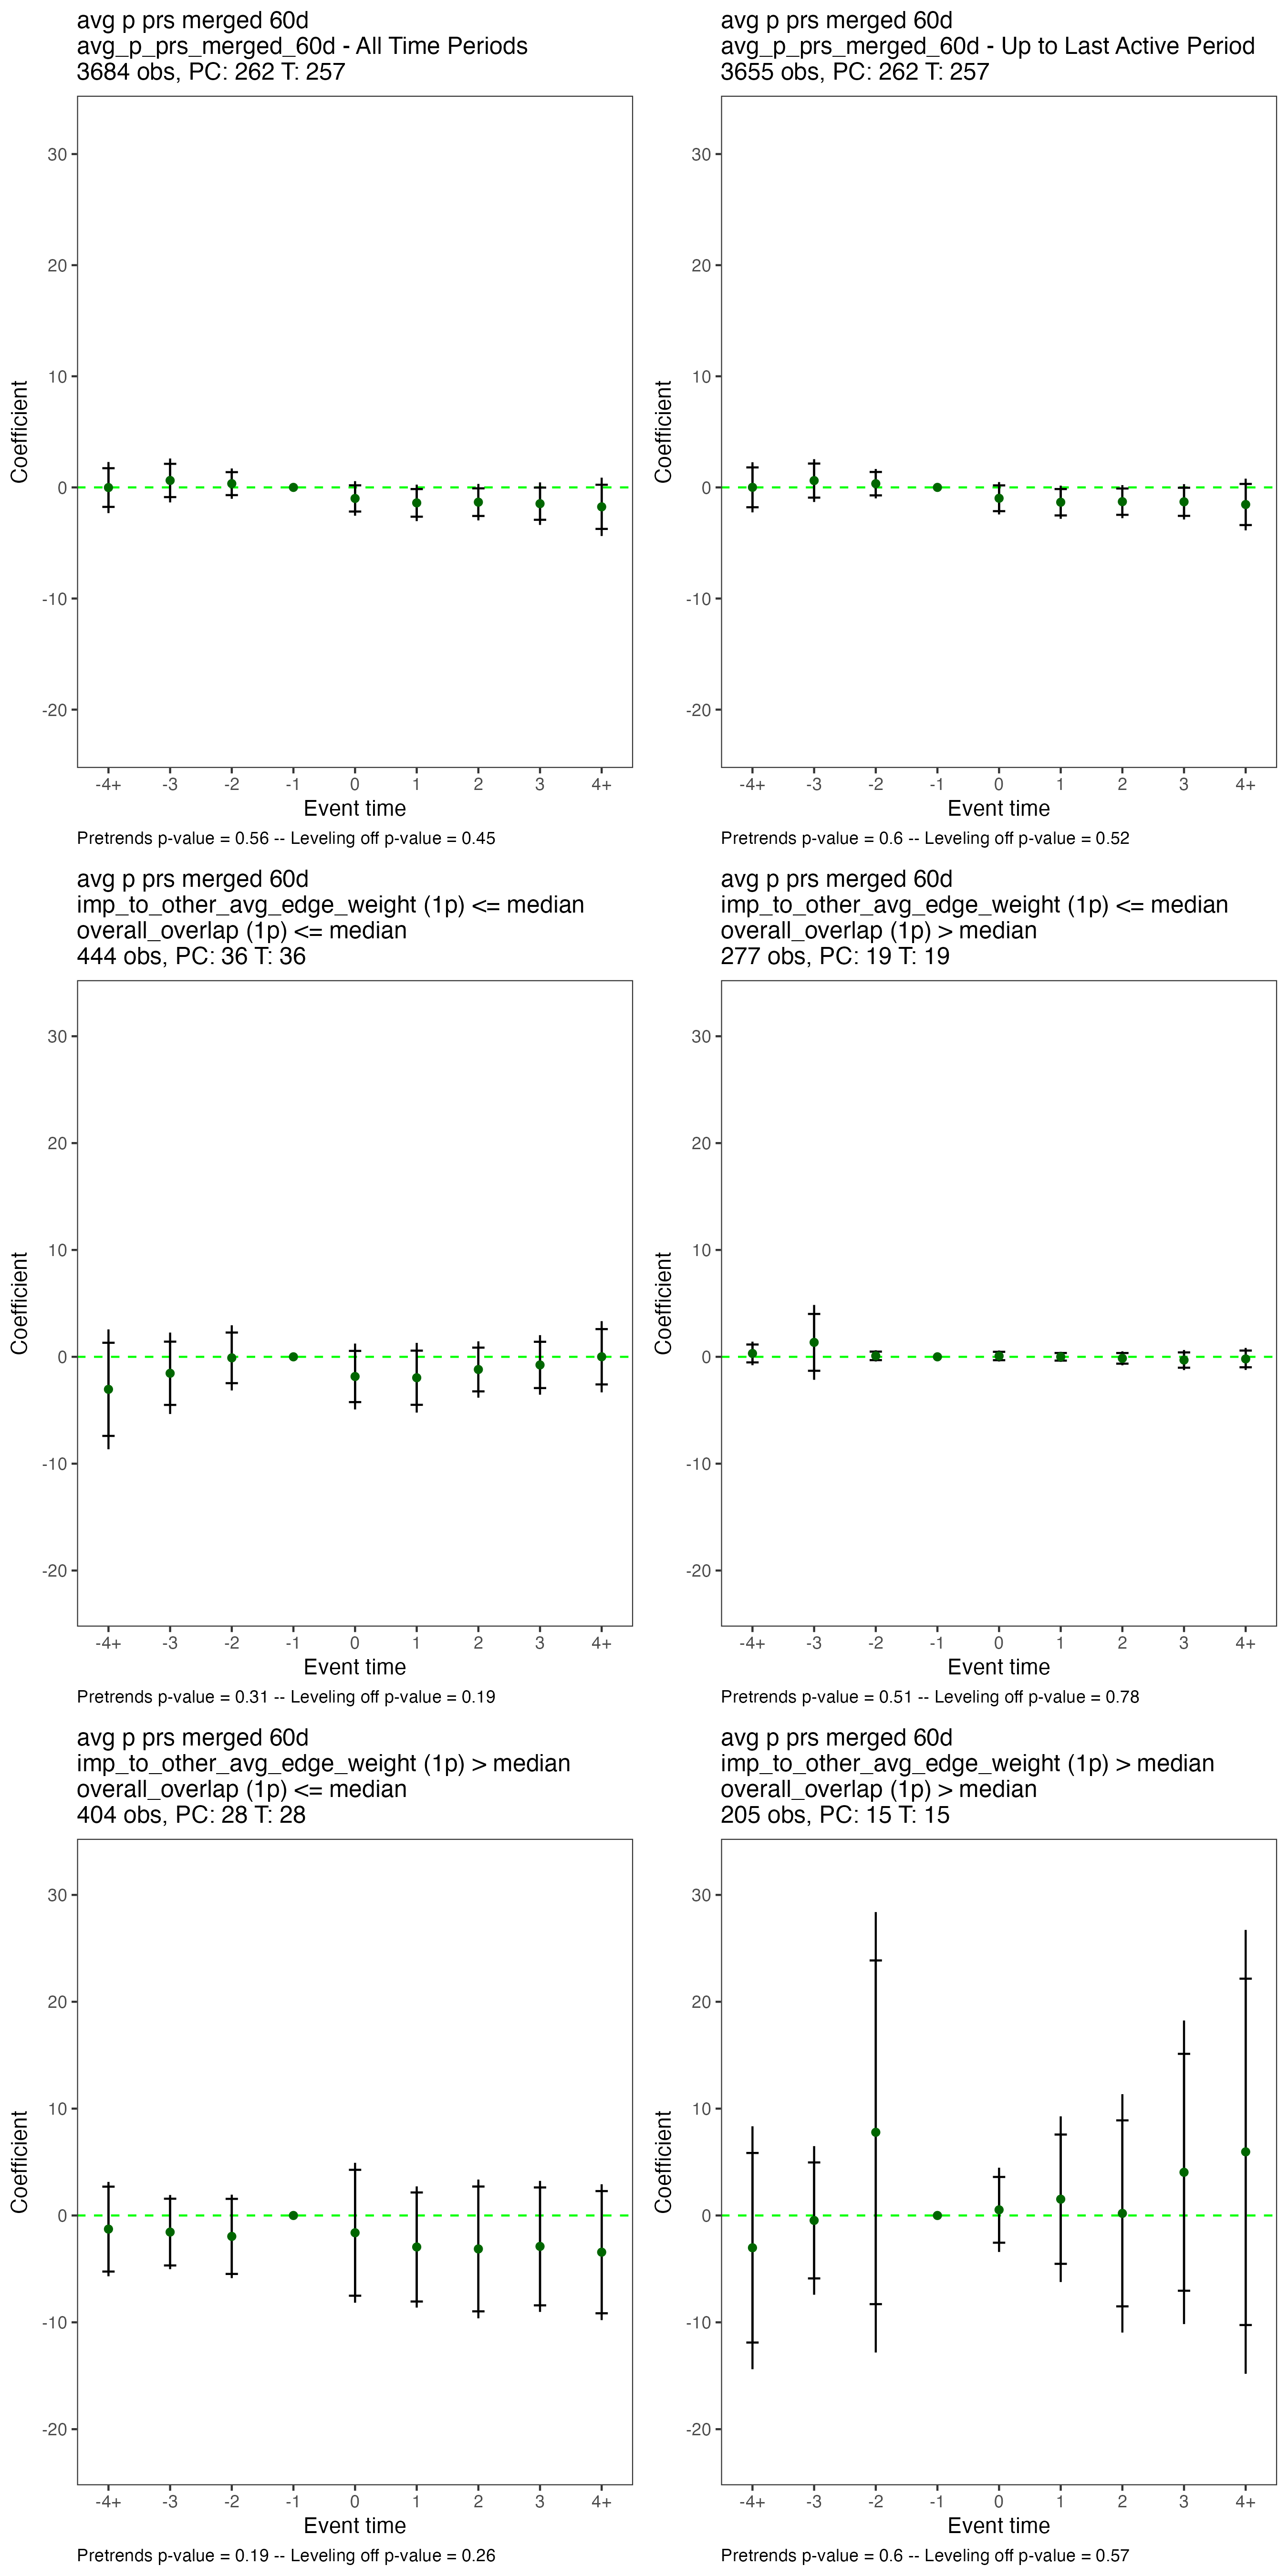 avg p prs merged 60d
avg_p_prs_merged_60d - All Time Periods
3684 obs, PC: 262 T: 257
30
20
10
0
-10
-20
Coefficient
-4+ -3 -2 -1 0 1 2 3 4+
Event time
Pretrends p-value = 0.56 -- Leveling off p-value = 0.45
avg p prs merged 60d
avg_p_prs_merged_60d - Up to Last Active Period
3655 obs, PC: 262 T: 257
30
20
10
0
-10
-20
Coefficient
-4+ -3 -2 -1 0 1 2 3 4+
Event time
Pretrends p-value = 0.6 -- Leveling off p-value = 0.52
avg p prs merged 60d
imp_to_other_avg_edge_weight (1p) <= median
overall_overlap (1p) <= median
444 obs, PC: 36 T: 36
30
20
10
0
-10
-20
Coefficient
-4+ -3 -2 -1 0 1 2 3 4+
Event time
Pretrends p-value = 0.31 -- Leveling off p-value = 0.19
avg p prs merged 60d
imp_to_other_avg_edge_weight (1p) <= median
overall_overlap (1p) > median
277 obs, PC: 19 T: 19
30
20
10
0
-10
-20
Coefficient
-4+ -3 -2 -1 0 1 2 3 4+
Event time
Pretrends p-value = 0.51 -- Leveling off p-value = 0.78
avg p prs merged 60d
imp_to_other_avg_edge_weight (1p) > median
overall_overlap (1p) <= median
404 obs, PC: 28 T: 28
30
20
10
0
-10
-20
Coefficient
-4+ -3 -2 -1 0 1 2 3 4+
Event time
Pretrends p-value = 0.19 -- Leveling off p-value = 0.26
avg p prs merged 60d
imp_to_other_avg_edge_weight (1p) > median
overall_overlap (1p) > median
205 obs, PC: 15 T: 15
30
20
10
0
-10
-20
Coefficient
-4+ -3 -2 -1 0 1 2 3 4+
Event time
Pretrends p-value = 0.6 -- Leveling off p-value = 0.57